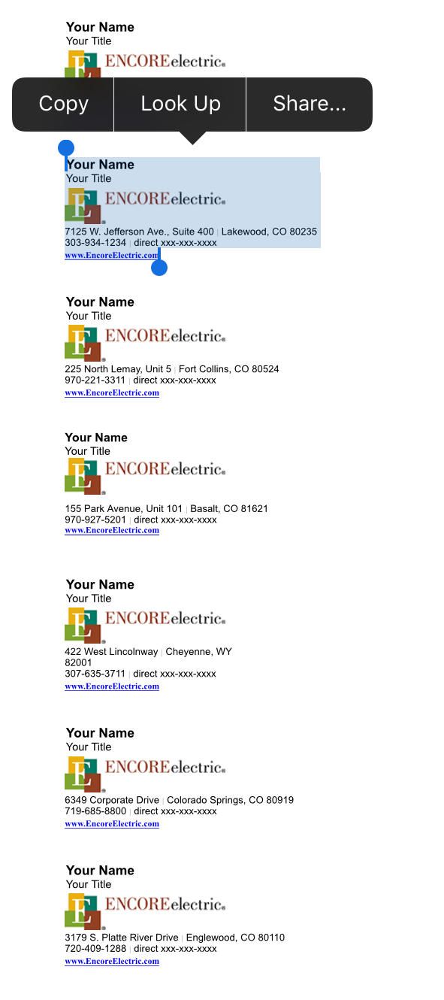 Your Name
Your Title
E ENCOREelectric®
Copy
Look Up
Share...
Your Name
Your Title
E ENCOREelectric®
®
7125 W. Jefferson Ave., Suite 400 | Lakewood, CO 80235
303-934-1234 | direct xxx-xxx-xxxx
www.EncoreElectric.com
Your Name
Your Title
E ENCOREelectric®
®
225 North Lemay, Unit 5 | Fort Collins, CO 80524
970-221-3311 | direct xxx-xxx-xxxx
www.EncoreElectric.com
Your Name
Your Title
E ENCOREelectric®
®
155 Park Avenue, Unit 101 | Basalt, CO 81621
970-927-5201 | direct xxx-xxx-xxxx
www.EncoreElectric.com
Your Name
Your Title
E ENCOREelectric®
®
422 West Lincolnway | Cheyenne, WY
82001
307-635-3711 | direct xxx-xxx-xxxx
www.EncoreElectric.com
Your Name
Your Title
E ENCOREelectric®
®
6349 Corporate Drive | Colorado Springs, CO 80919
719-685-8800 | direct xxx-xxx-xxxx
www.EncoreElectric.com
Your Name
Your Title
E ENCOREelectric®
®
3179 S. Platte River Drive | Englewood, CO 80110
720-409-1288 | direct xxx-xxx-xxxx
www.EncoreElectric.com